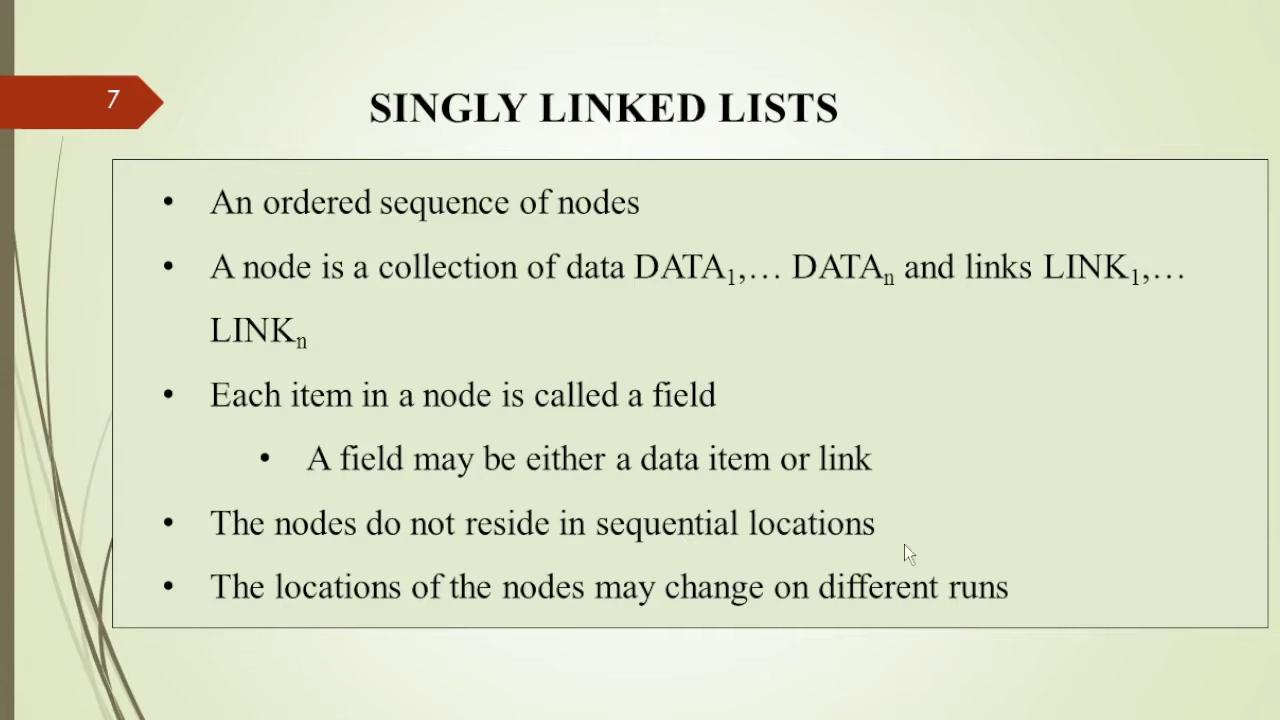 7
SINGLY LINKED LISTS
• An ordered sequence of nodes
• A node is a collection of data DATA₁,… DATAₙ and links LINK₁,…
LINKₙ
• Each item in a node is called a field
• A field may be either a data item or link
• The nodes do not reside in sequential locations
• The locations of the nodes may change on different runs